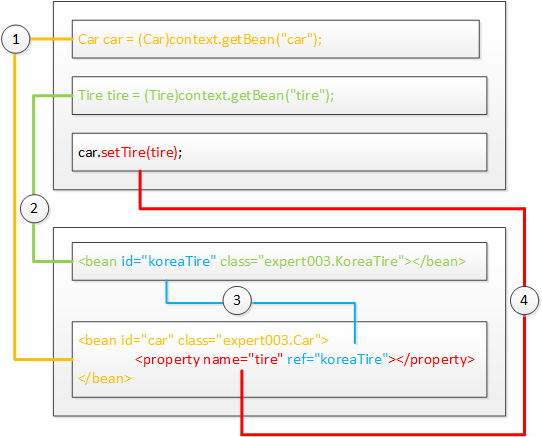 1
Car car = (Car)context.getBean("car");
Tire tire = (Tire)context.getBean("tire");
car.setTire(tire);
2
<bean id="koreaTire" class="expert003.KoreaTire"></bean>
3
4
<bean id="car" class="expert003.Car">
<property name="tire" ref="koreaTire"></property>
</bean>